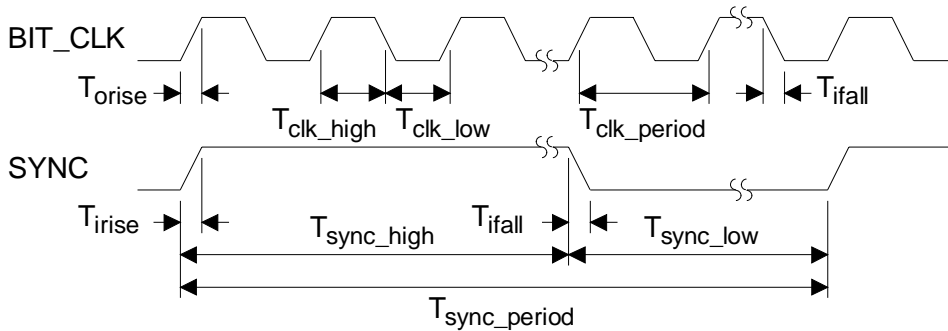 BIT_CLK
Torise
Tifall
Tclk_high
Tclk_low
Tclk_period
SYNC
Tirise
Tsync_high
Tifall
Tsync_low
Tsync_period